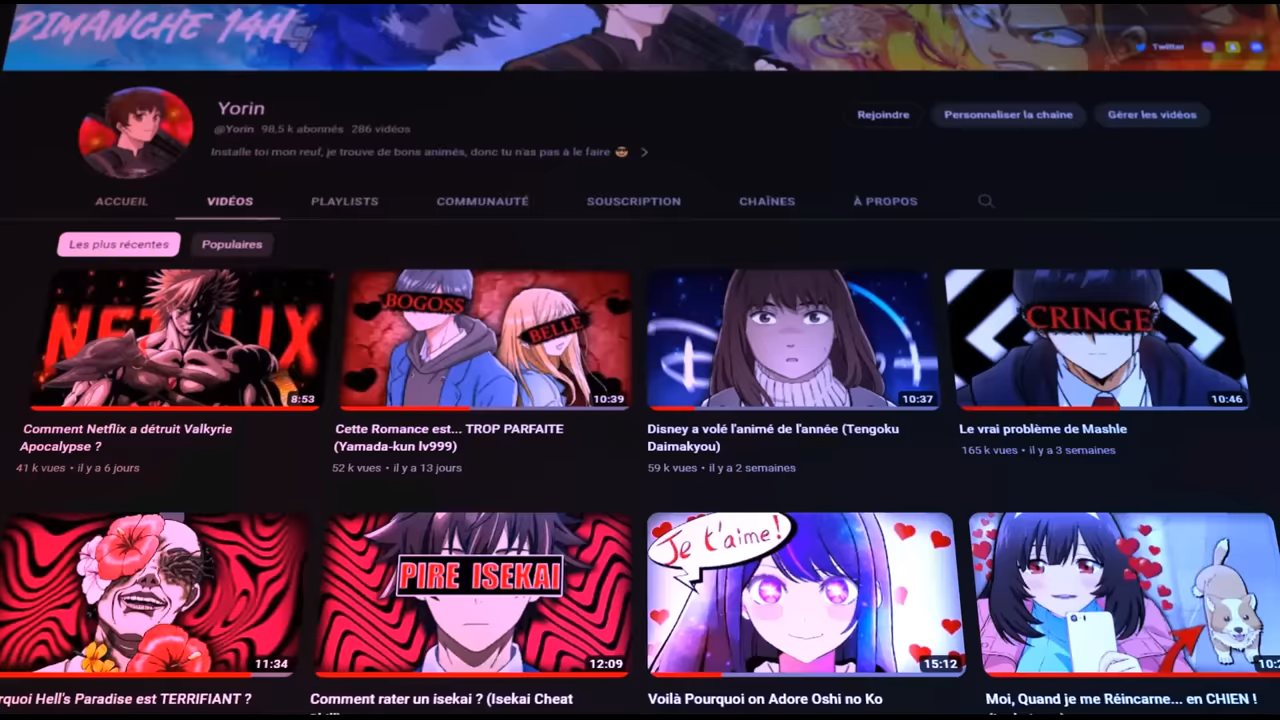 DIMANCHE 14H
Twitter
Yorin
@Yorin 98,5 k abonnés 286 vidéos
Rejoindre
Personnaliser la chaîne
Gérer les vidéos
Installe toi mon reuf, je trouve de bons animés, donc tu n'as pas à le faire 😎 >
ACCUEIL
VIDÉOS
PLAYLISTS
COMMUNAUTÉ
SOUSCRIPTION
CHAÎNES
À PROPOS
Les plus récentes
Populaires
NETFLIX
8:53
BOGOSS
BELLE
10:39
10:37
CRINGE
10:46
Comment Netflix a détruit Valkyrie
Apocalypse ?
41 k vues • il y a 6 jours
Cette Romance est... TROP PARFAITE
(Yamada-kun lv999)
52 k vues • il y a 13 jours
Disney a volé l'animé de l'année (Tengoku
Daimakyou)
59 k vues • il y a 2 semaines
Le vrai problème de Mashle
165 k vues • il y a 3 semaines
11:34
PIRE ISEKAI
12:09
Je t'aime!
15:12
10:2
rquoi Hell's Paradise est TERRIFIANT ?
Comment rater un isekai ? (Isekai Cheat
Voilà Pourquoi on Adore Oshi no Ko
Moi, Quand je me Réincarne... en CHIEN !